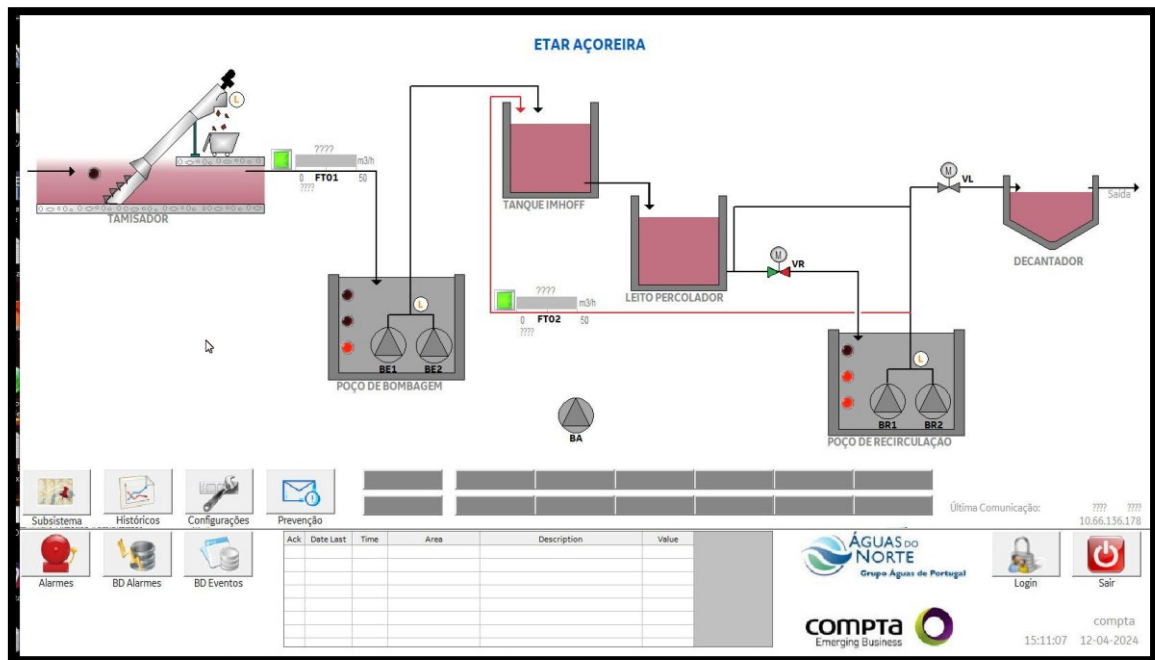 ETAR AÇOREIRA
L
????
m3/h
0 FT01 50
????
TAMISADOR
TANQUE IMHOFF
M
VL
Saída
DECANTADOR
M
VR
LEITO PERCOLADOR
????
m3/h
0 FT02 50
????
L
BE1 BE2
POÇO DE BOMBAGEM
L
BR1 BR2
POÇO DE RECIRCULAÇÃO
BA
Subsistema
Históricos
Configurações
Prevenção
Última Comunicação: ???? ????
10.66.136.178
Alarmes
BD Alarmes
BD Eventos
Ack Date Last Time Area Description Value
ÁGUAS DO
NORTE
Grupo Águas de Portugal
Login
Sair
compta
Emerging Business
compta
15:11:07 12-04-2024